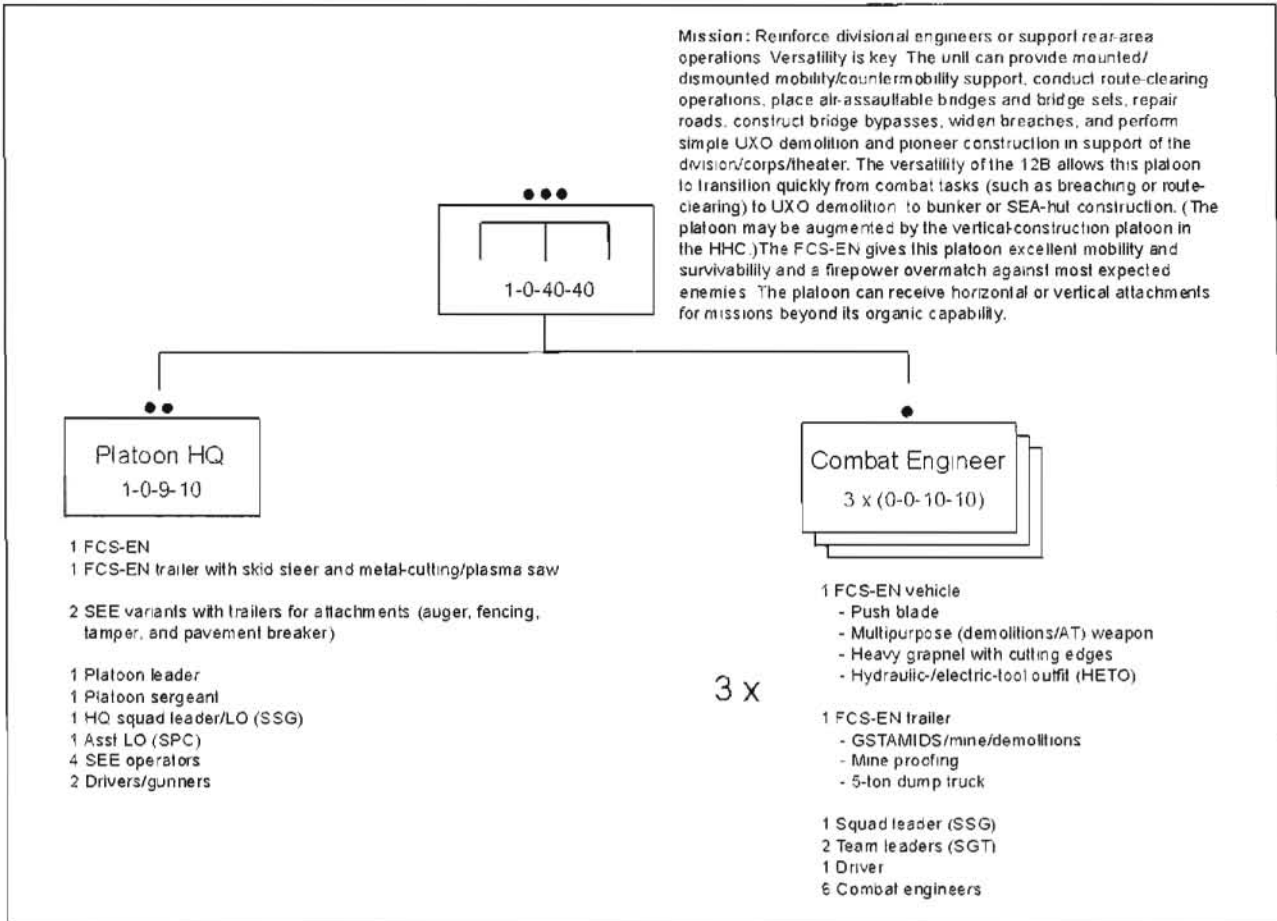 Mission: Reinforce divisional engineers or support rear-area
operations. Versatility is key. The unit can provide mounted/
dismounted mobility/countermobility support, conduct route-clearing
operations, place air-assaultable bridges and bridge sets, repair
roads, construct bridge bypasses, widen breaches, and perform
simple UXO demolition and pioneer construction in support of the
division/corps/theater. The versatility of the 12B allows this platoon
to transition quickly from combat tasks (such as breaching or route-
clearing) to UXO demolition to bunker or SEA-hut construction. (The
platoon may be augmented by the vertical-construction platoon in
the HHC.) The FCS-EN gives this platoon excellent mobility and
survivability and a firepower overmatch against most expected
enemies. The platoon can receive horizontal or vertical attachments
for missions beyond its organic capability.
1-0-40-40
Platoon HQ
1-0-9-10
1 FCS-EN
1 FCS-EN trailer with skid steer and metal-cutting/plasma saw
2 SEE variants with trailers for attachments (auger, fencing,
tamper, and pavement breaker)
1 Platoon leader
1 Platoon sergeant
1 HQ squad leader/LO (SSG)
1 Asst LO (SPC)
4 SEE operators
2 Drivers/gunners
Combat Engineer
3 x (0-0-10-10)
3 x
1 FCS-EN vehicle
- Push blade
- Multipurpose (demolitions/AT) weapon
- Heavy grapnel with cutting edges
- Hydraulic-/electric-tool outfit (HETO)
1 FCS-EN trailer
- GSTAMIDS/mine/demolitions
- Mine proofing
- 5-ton dump truck
1 Squad leader (SSG)
2 Team leaders (SGT)
1 Driver
6 Combat engineers